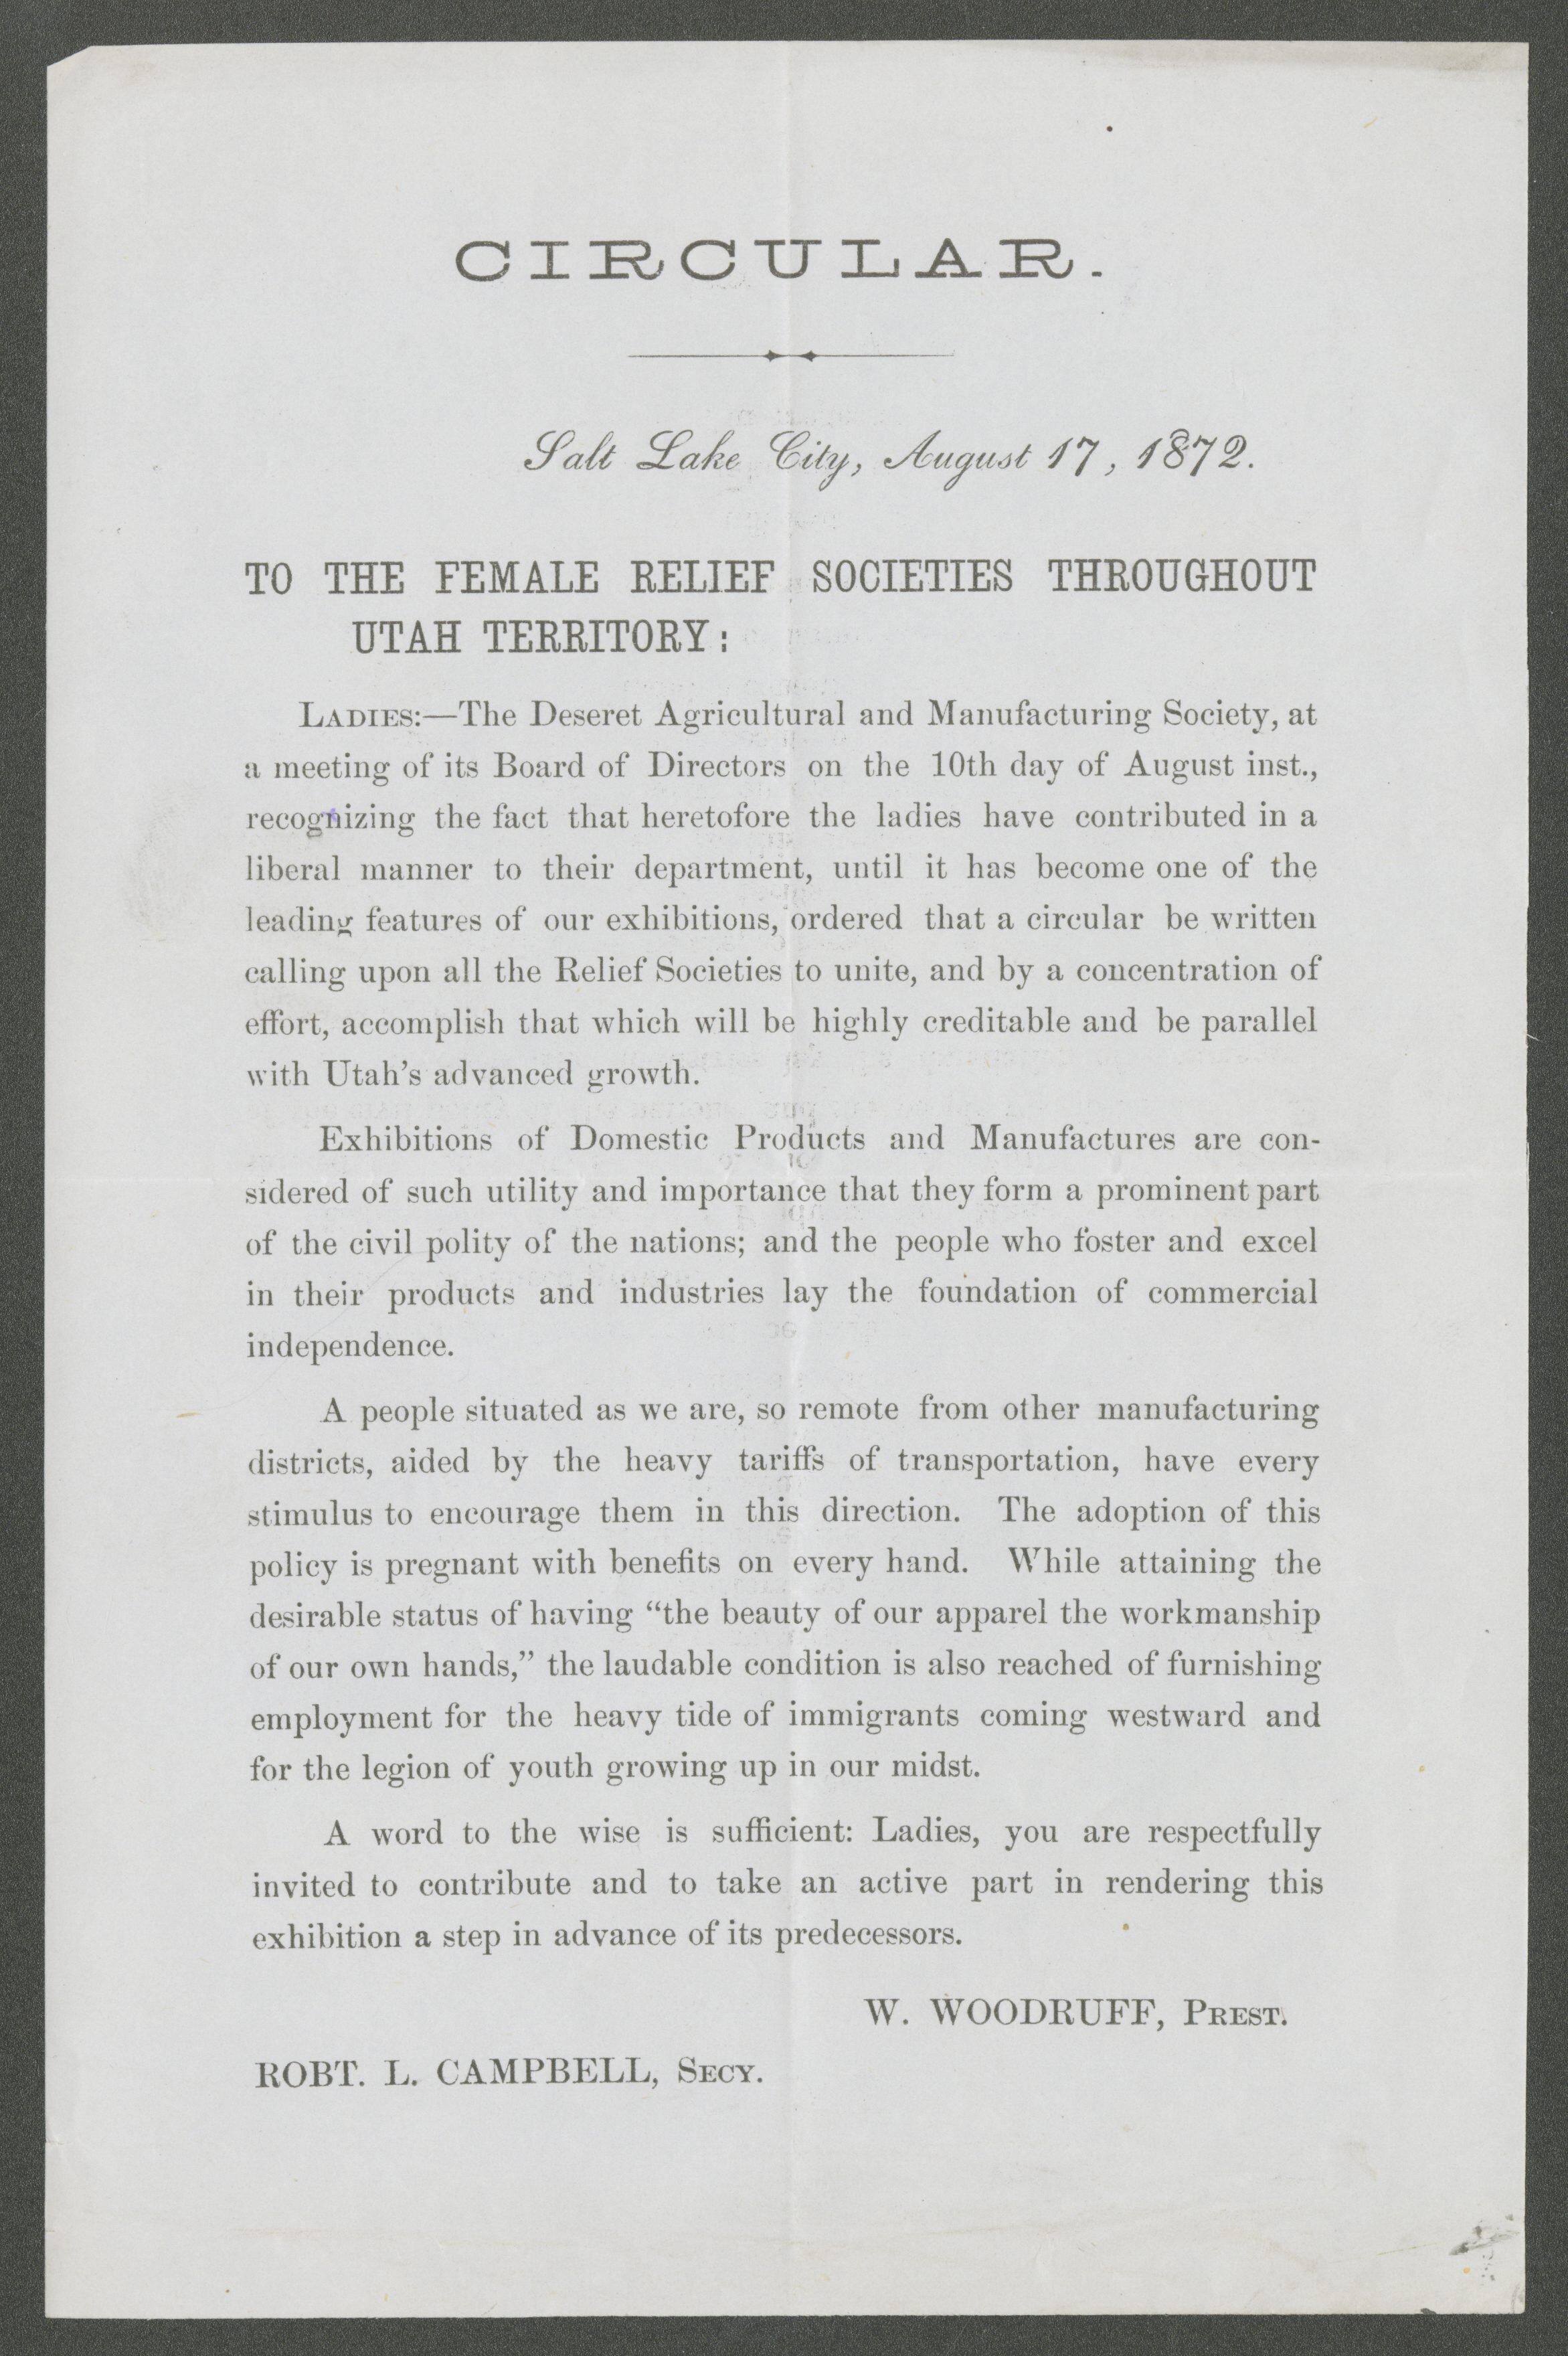 CIRCULAR.
Salt Lake City, August 17, 1872.
TO THE FEMALE RELIEF SOCIETIES THROUGHOUT
UTAH TERRITORY:
LADIES:—The Deseret Agricultural and Manufacturing Society, at
a meeting of its Board of Directors on the 10th day of August inst.,
recognizing the fact that heretofore the ladies have contributed in a
liberal manner to their department, until it has become one of the
leading features of our exhibitions, ordered that a circular be written
calling upon all the Relief Societies to unite, and by a concentration of
effort, accomplish that which will be highly creditable and be parallel
with Utah's advanced growth.
Exhibitions of Domestic Products and Manufactures are con-
sidered of such utility and importance that they form a prominent part
of the civil polity of the nations; and the people who foster and excel
in their products and industries lay the foundation of commercial
independence.
A people situated as we are, so remote from other manufacturing
districts, aided by the heavy tariffs of transportation, have every
stimulus to encourage them in this direction. The adoption of this
policy is pregnant with benefits on every hand. While attaining the
desirable status of having “the beauty of our apparel the workmanship
of our own hands,” the laudable condition is also reached of furnishing
employment for the heavy tide of immigrants coming westward and
for the legion of youth growing up in our midst.
A word to the wise is sufficient: Ladies, you are respectfully
invited to contribute and to take an active part in rendering this
exhibition a step in advance of its predecessors.
W. WOODRUFF, PREST.
ROBT. L. CAMPBELL, SECY.